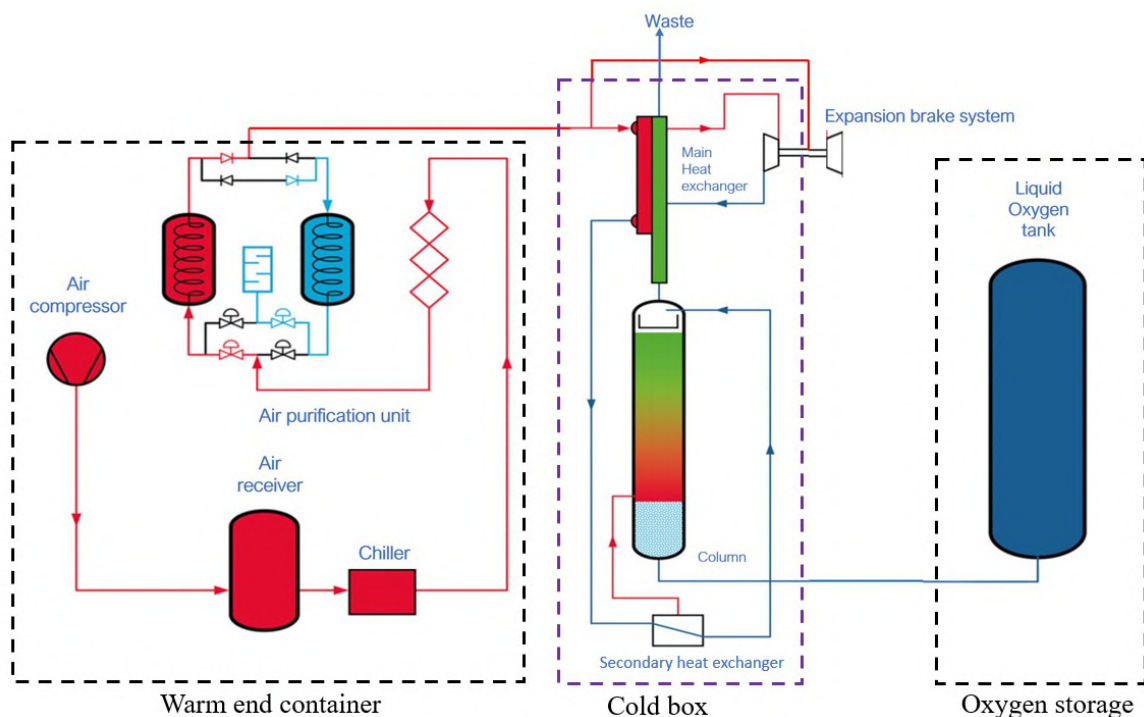 Waste
Expansion brake system
Main
Heat
exchanger
Liquid
Oxygen
tank
Air
compressor
Air purification unit
Air
receiver
Chiller
Column
Secondary heat exchanger
Warm end container
Cold box
Oxygen storage